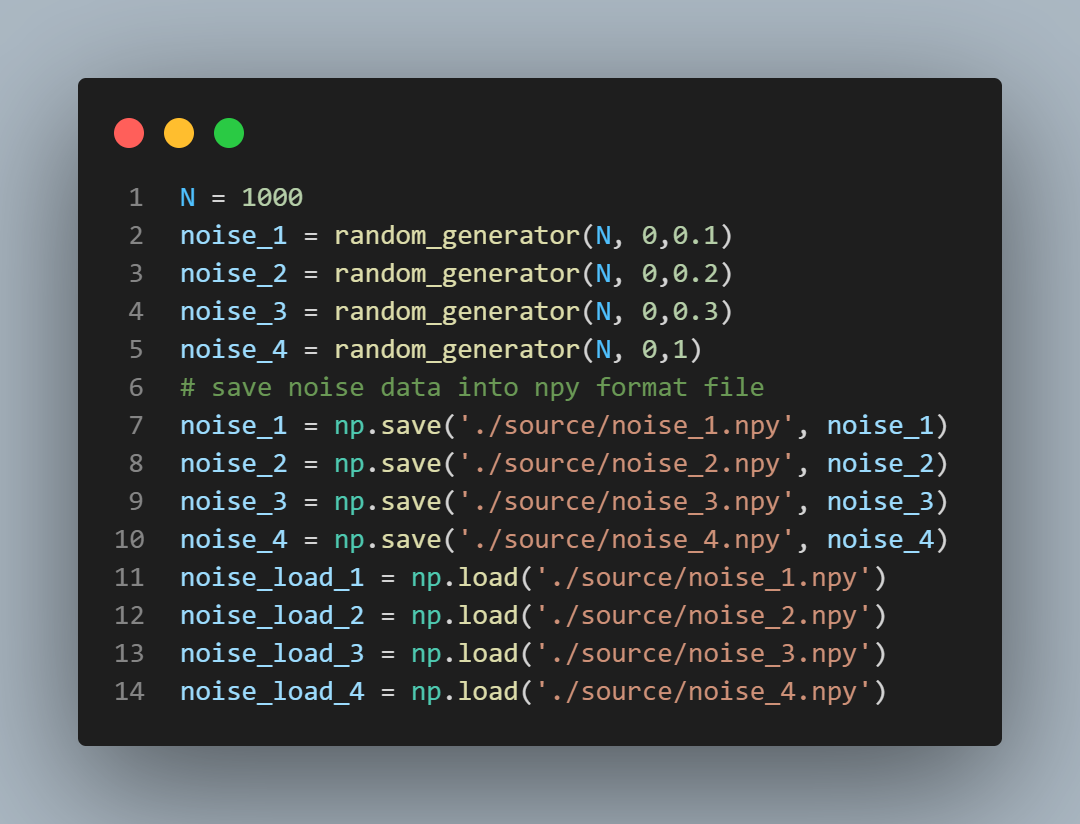 1 N = 1000
2 noise_1 = random_generator(N, 0,0.1)
3 noise_2 = random_generator(N, 0,0.2)
4 noise_3 = random_generator(N, 0,0.3)
5 noise_4 = random_generator(N, 0,1)
6 # save noise data into npy format file
7 noise_1 = np.save('./source/noise_1.npy', noise_1)
8 noise_2 = np.save('./source/noise_2.npy', noise_2)
9 noise_3 = np.save('./source/noise_3.npy', noise_3)
10 noise_4 = np.save('./source/noise_4.npy', noise_4)
11 noise_load_1 = np.load('./source/noise_1.npy')
12 noise_load_2 = np.load('./source/noise_2.npy')
13 noise_load_3 = np.load('./source/noise_3.npy')
14 noise_load_4 = np.load('./source/noise_4.npy')